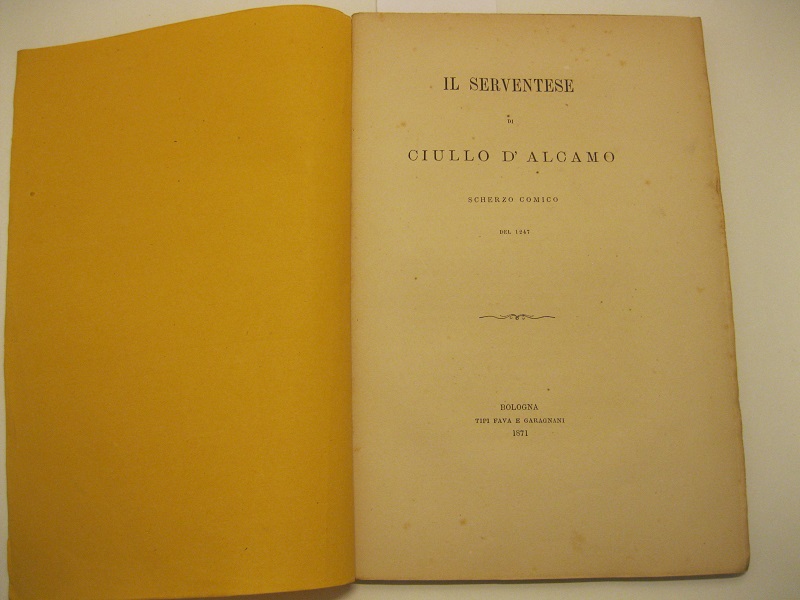 IL SERVENTESE
DI
CIULLO D' ALCAMO
SCHERZO COMICO
DEL 1247
BOLOGNA
TIPI FAVA E GARAGNANI
1871